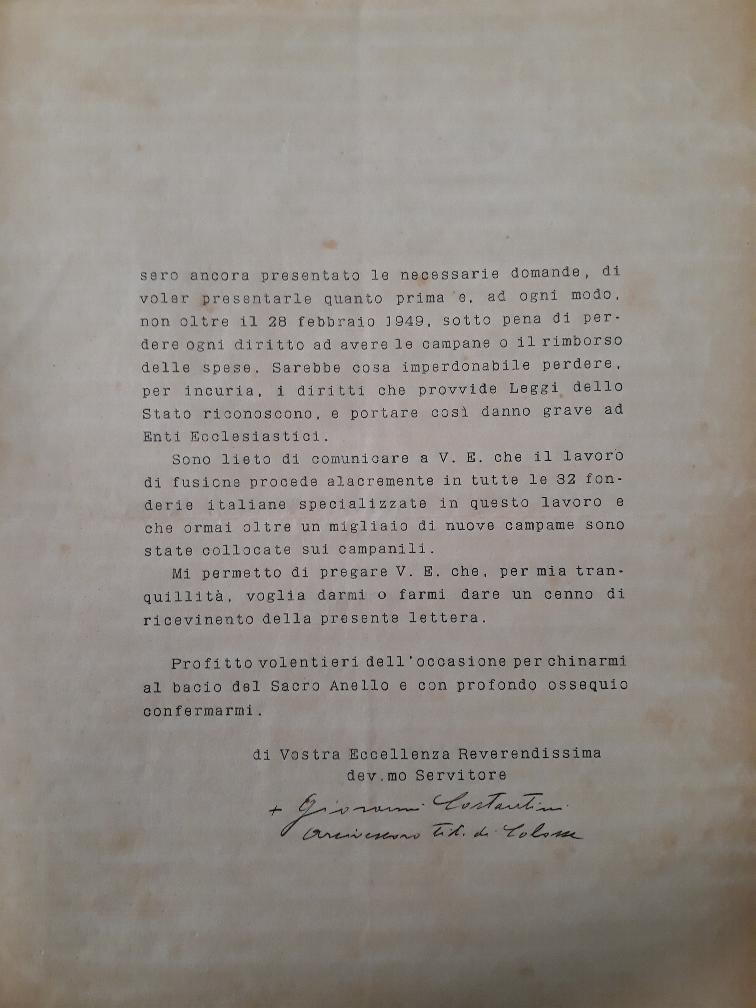 sero ancora presentato le necessarie domande, di
voler presentarle quanto prima e, ad ogni modo,
non oltre il 28 febbraio 1949, sotto pena di per-
dere ogni diritto ad avere le campane o il rimborso
delle spese. Sarebbe cosa imperdonabile perdere,
per incuria, i diritti che provvide Leggi dello
Stato riconoscono, e portare così danno grave ad
Enti Ecclesiastici.
Sono lieto di comunicare a V. E. che il lavoro
di fusione procede alacremente in tutte le 32 fon-
derie italiane specializzate in questo lavoro e
che ormai oltre un migliaio di nuove campame sono
state collocate sui campanili.
Mi permetto di pregare V. E. che, per mia tran-
quillità, voglia darmi o farmi dare un cenno di
ricevinento della presente lettera.
Profitto volentieri dell'occasione per chinarmi
al bacio del Sacro Anello e con profondo ossequio
confermarmi.
di Vostra Eccellenza Reverendissima
dev.mo Servitore
+ Giovanni Costantini
Arcivescovo tit. di Colosse